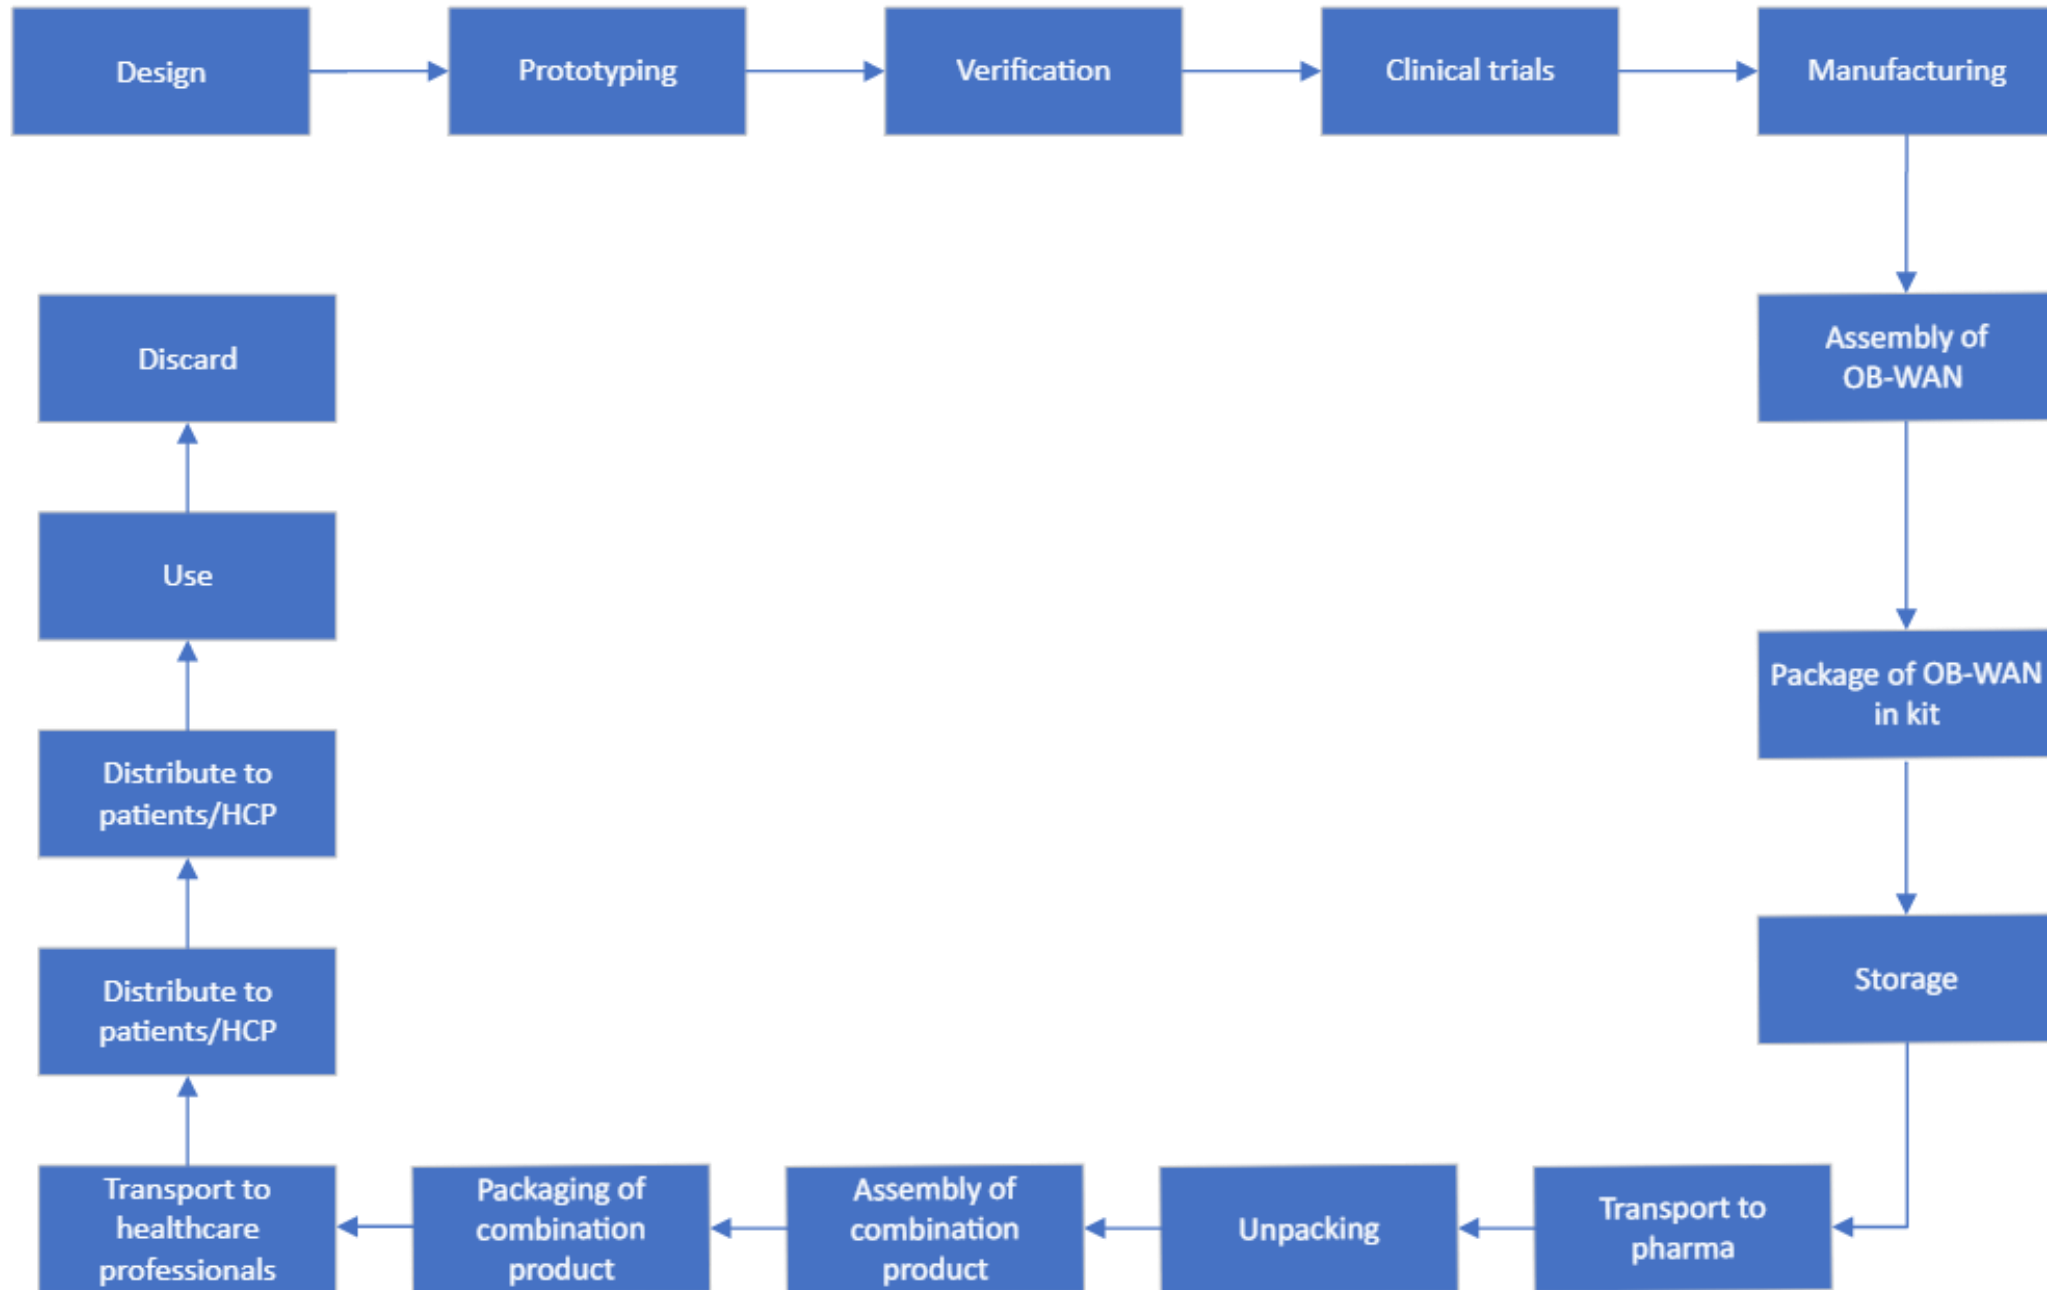 Design
Prototyping
Verification
Clinical trials
Manufacturing
Assembly of
OB-WAN
Package of OB-WAN
in kit
Storage
Transport to
pharma
Unpacking
Assembly of
combination
product
Packaging of
combination
product
Transport to
healthcare
professionals
Distribute to
patients/HCP
Distribute to
patients/HCP
Use
Discard